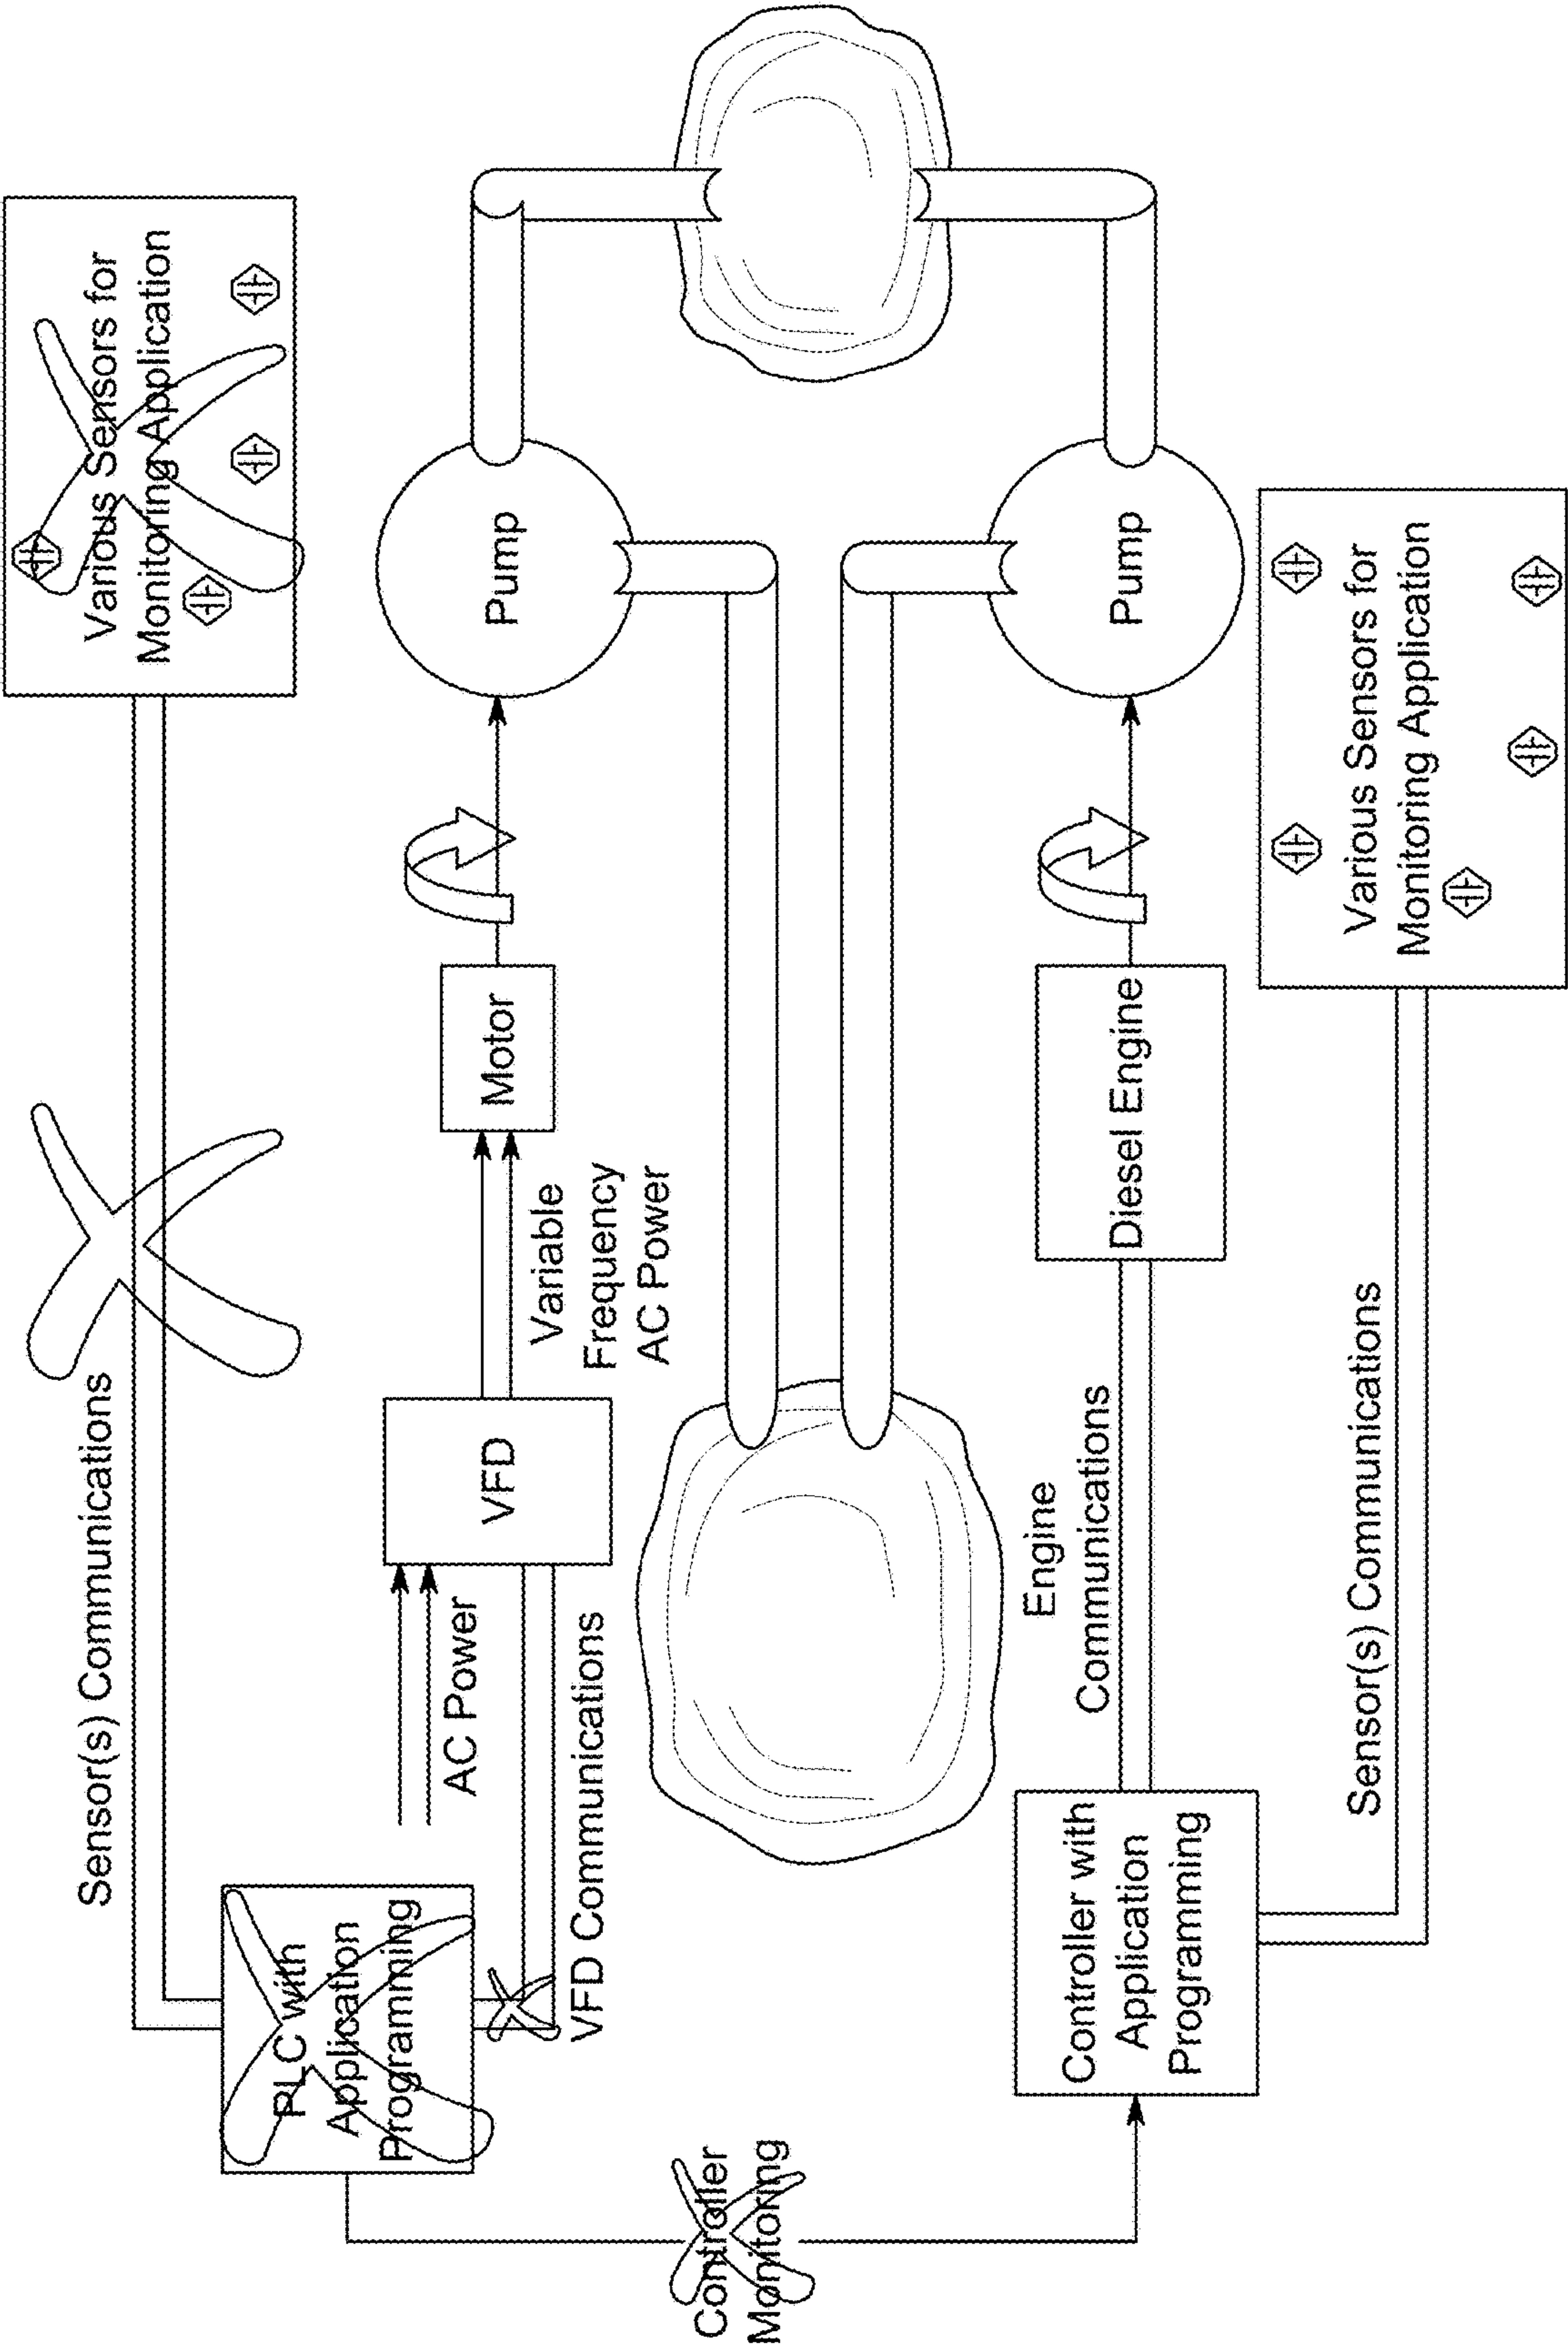 Sensor(s) Communications
Various Sensors for
Monitoring Application
PLC with
Application
Programming
AC Power
VFD
Motor
Pump
VFD Communications
Variable
Frequency
AC Power
Controller
Monitoring
Engine
Communications
Controller with
Application
Programming
Diesel Engine
Pump
Sensor(s) Communications
Various Sensors for
Monitoring Application